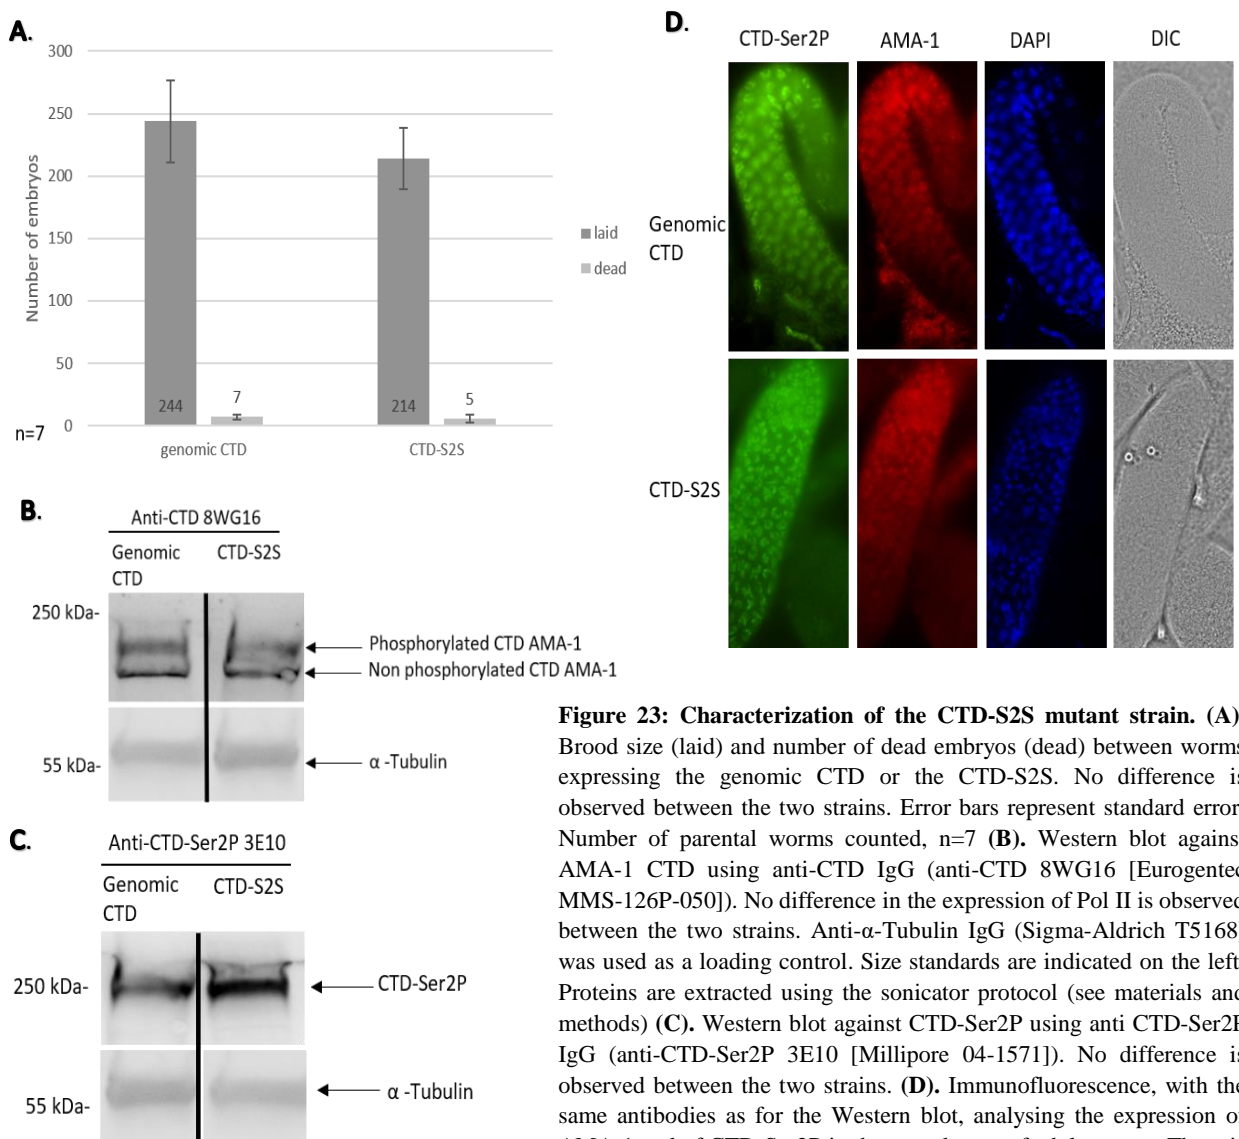 A.
300
250
200
150
100
50
0
Number of embryos
244
7
214
5
n=7
genomic CTD
CTD-S2S
laid
dead
B.
Anti-CTD 8WG16
Genomic CTD-S2S
CTD
250 kDa-
Phosphorylated CTD AMA-1
Non phosphorylated CTD AMA-1
55 kDa-
α -Tubulin
C.
Anti-CTD-Ser2P 3E10
Genomic CTD-S2S
CTD
250 kDa-
CTD-Ser2P
α -Tubulin
55 kDa-
D.
CTD-Ser2P AMA-1 DAPI DIC
Genomic
CTD
CTD-S2S
Figure 23: Characterization of the CTD-S2S mutant strain. (A)
Brood size (laid) and number of dead embryos (dead) between worms
expressing the genomic CTD or the CTD-S2S. No difference is
observed between the two strains. Error bars represent standard error
Number of parental worms counted, n=7 (B). Western blot against
AMA-1 CTD using anti-CTD IgG (anti-CTD 8WG16 [Eurogentec
MMS-126P-050]). No difference in the expression of Pol II is observed
between the two strains. Anti-α-Tubulin IgG (Sigma-Aldrich T5168
was used as a loading control. Size standards are indicated on the left
Proteins are extracted using the sonicator protocol (see materials and
methods) (C). Western blot against CTD-Ser2P using anti CTD-Ser2P
IgG (anti-CTD-Ser2P 3E10 [Millipore 04-1571]). No difference is
observed between the two strains. (D). Immunofluorescence, with the
same antibodies as for the Western blot, analysing the expression of